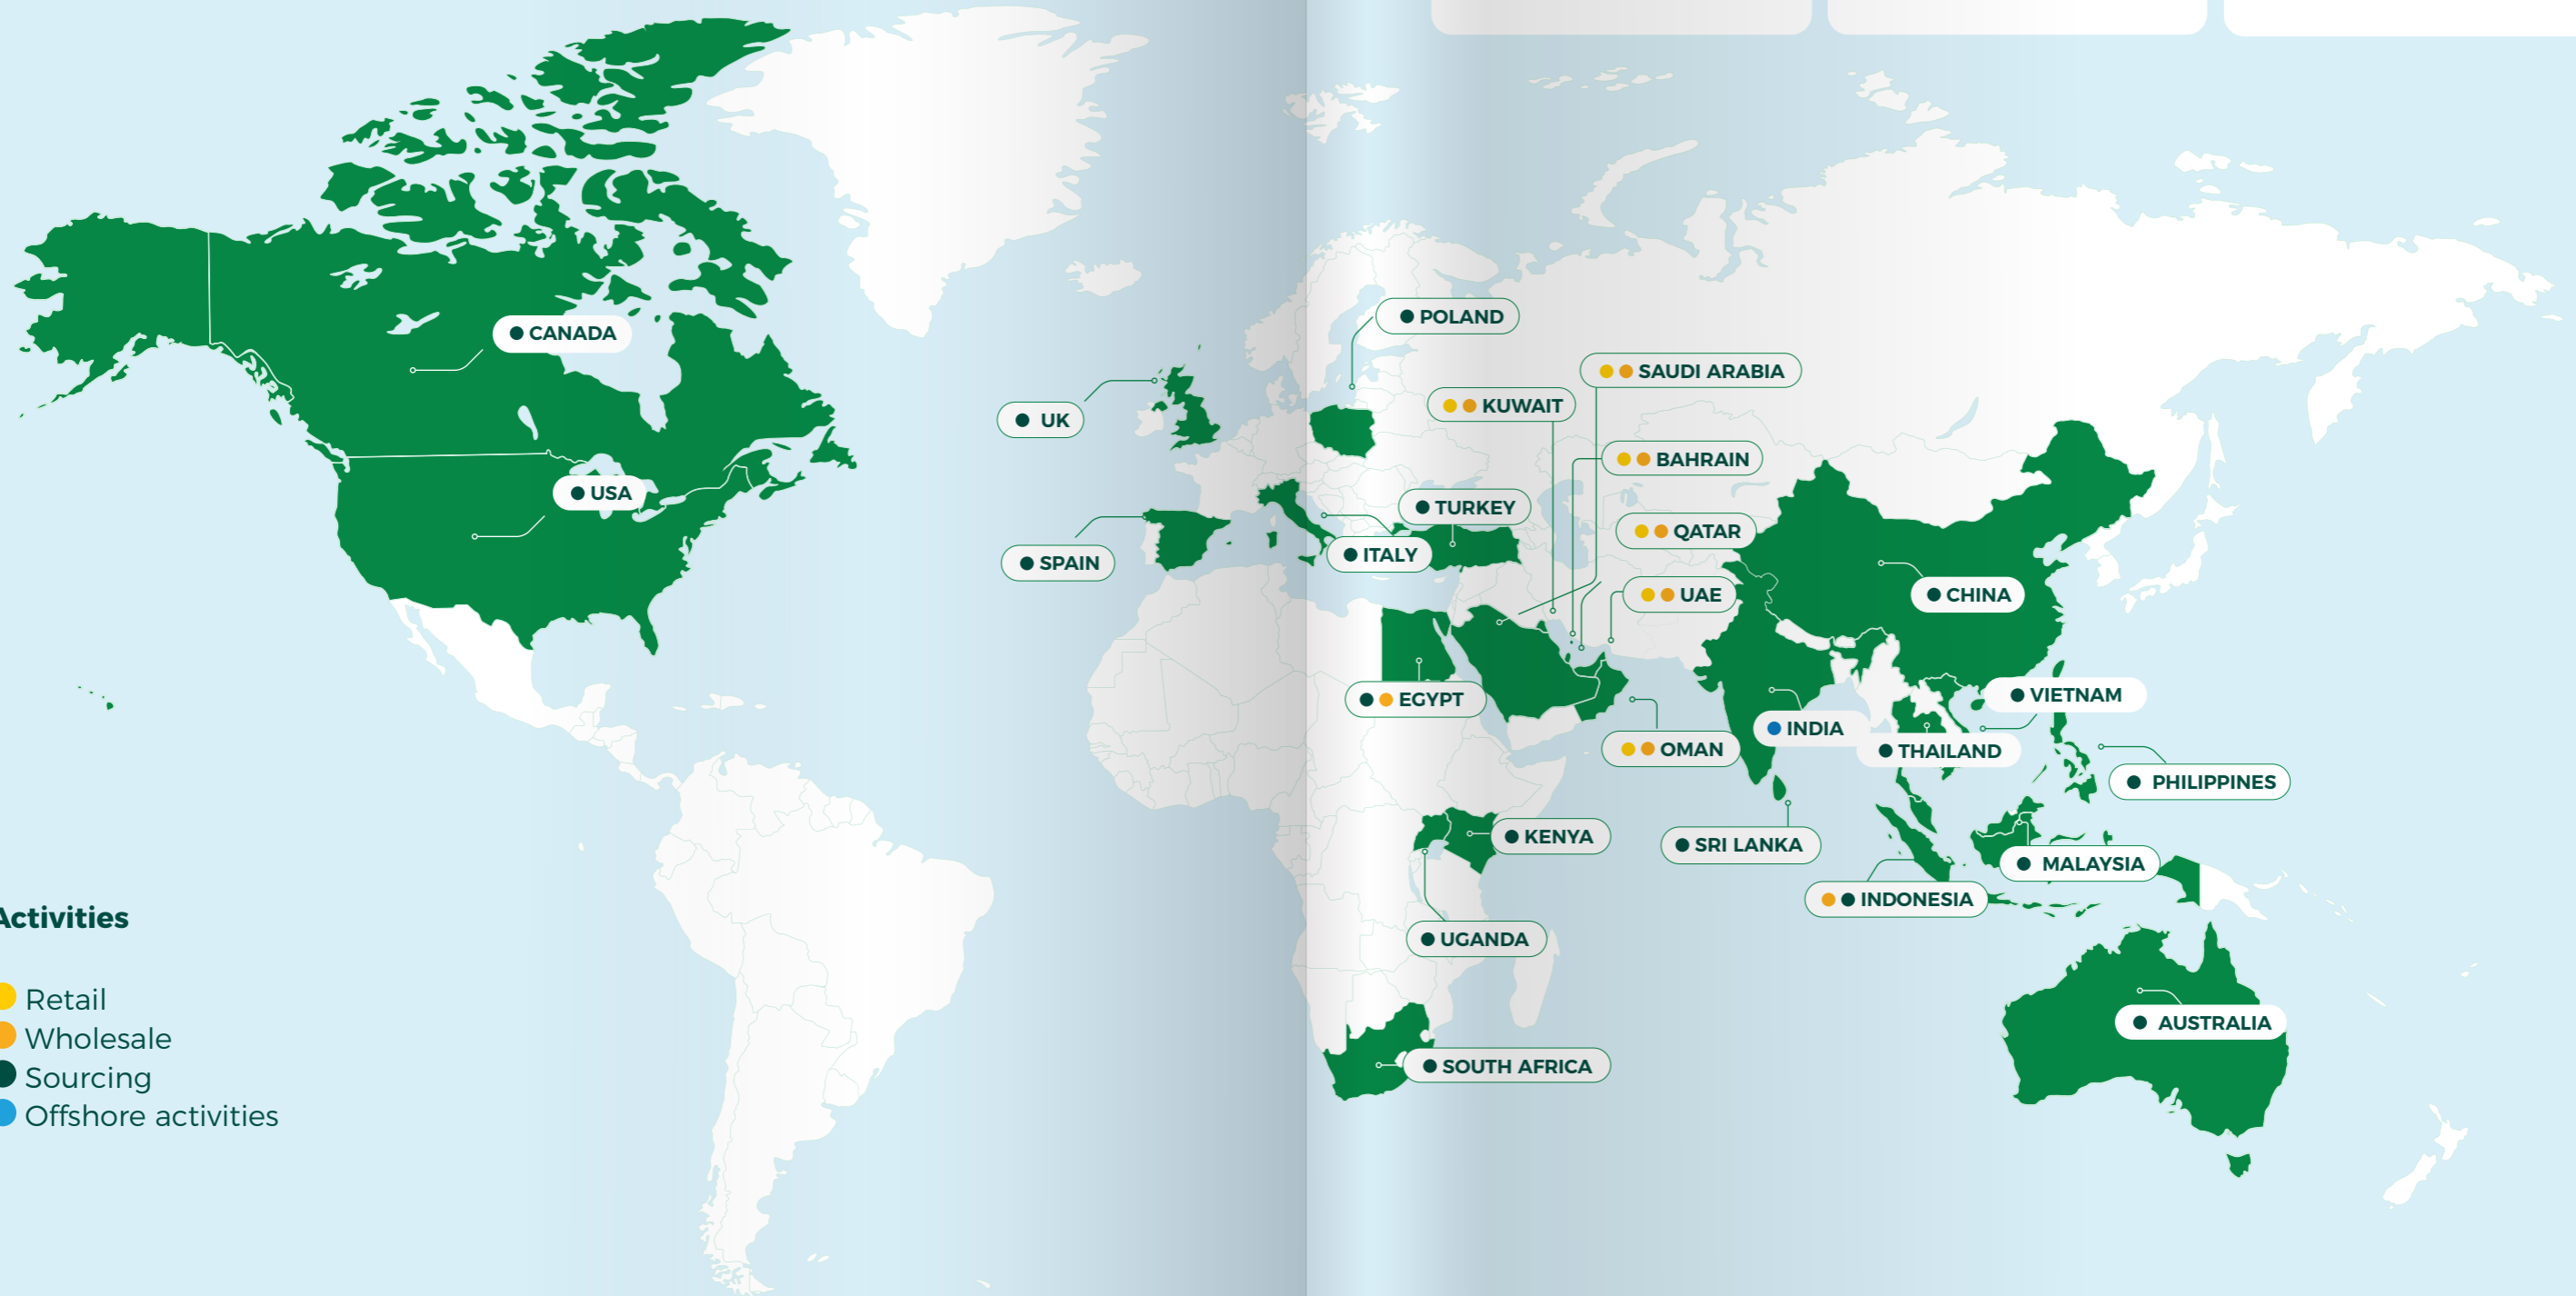 CANADA
USA
UK
SPAIN
POLAND
SAUDI ARABIA
KUWAIT
BAHRAIN
TURKEY
QATAR
ITALY
UAE
CHINA
EGYPT
VIETNAM
INDIA
OMAN
THAILAND
PHILIPPINES
KENYA
SRI LANKA
MALAYSIA
INDONESIA
UGANDA
AUSTRALIA
SOUTH AFRICA
Activities
Retail
Wholesale
Sourcing
Offshore activities